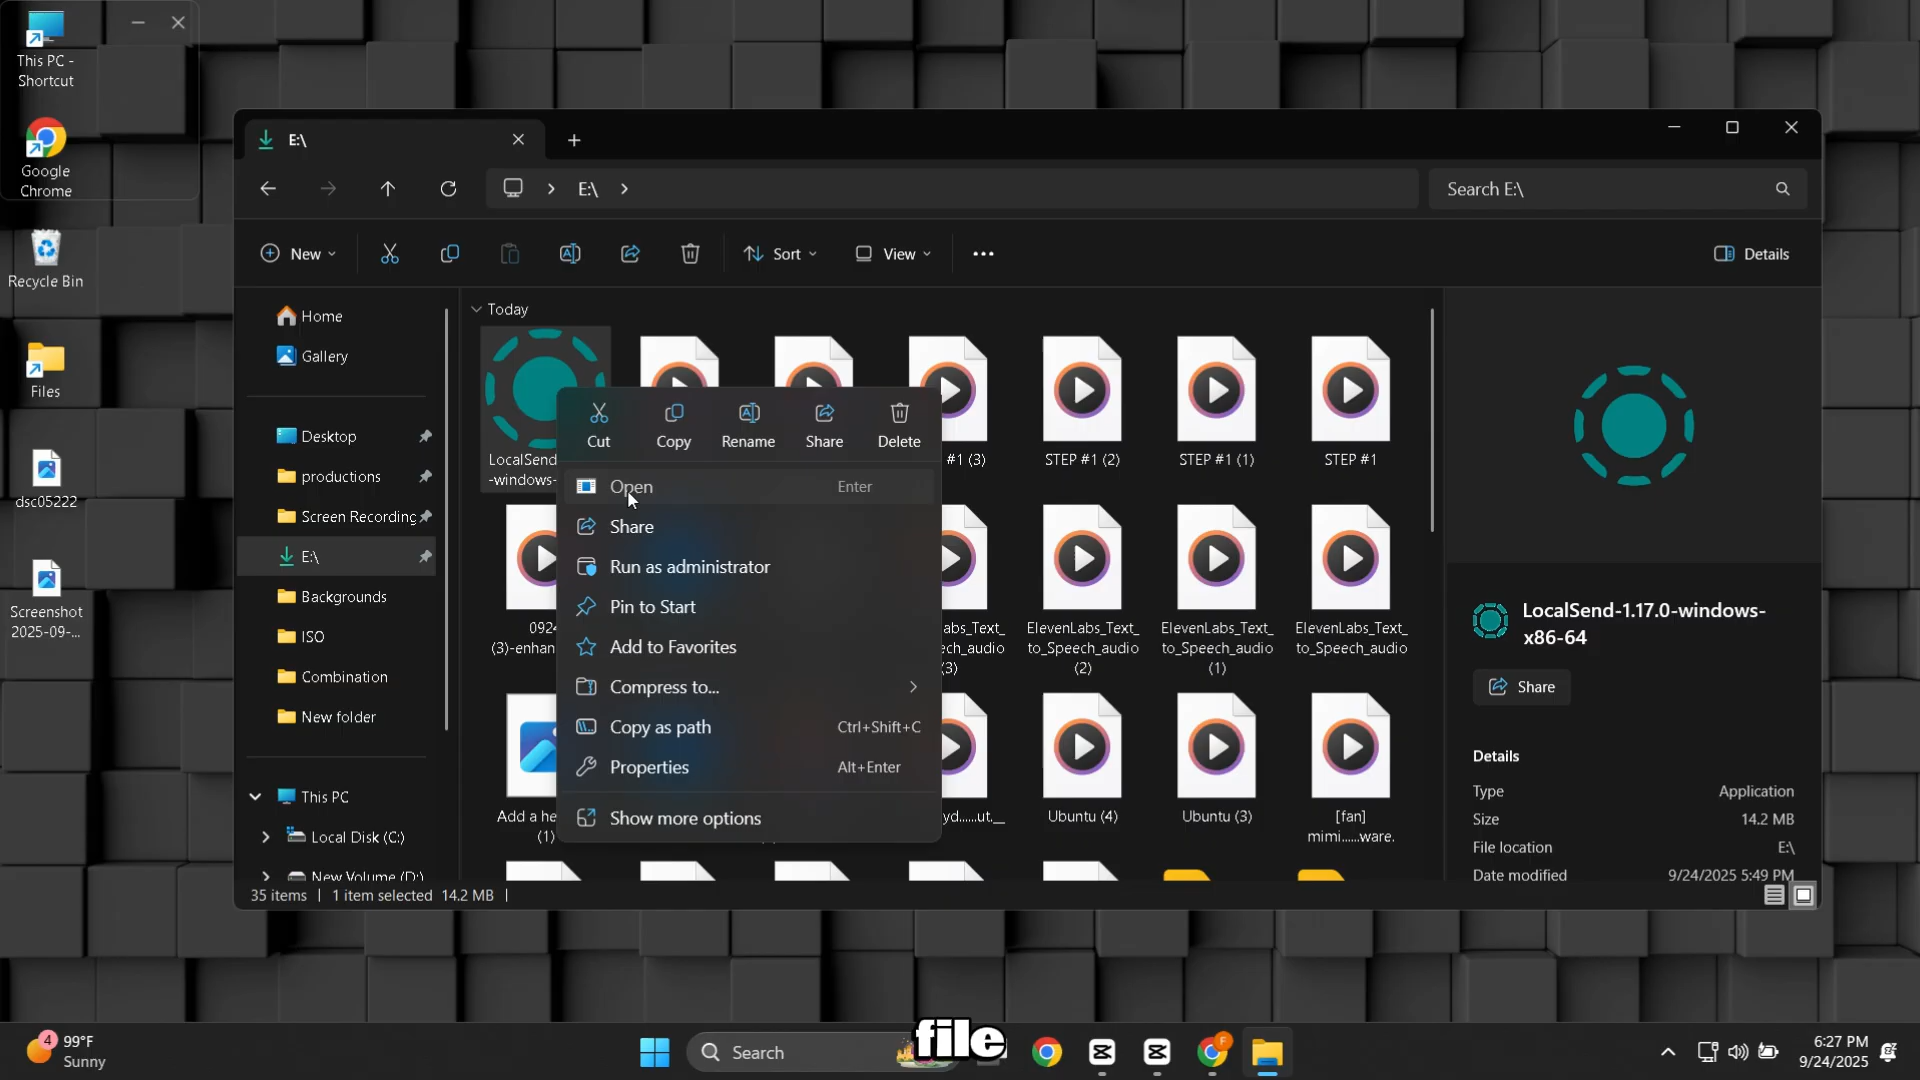 This PC -
Shortcut
Google
Chrome
Recycle Bin
Files
dsc05222
Screenshot
2025-09-...
E:\
E:\
Search E:\
New
Sort
View
Details
Home
Gallery
Desktop
productions
Screen Recording
E:\
Backgrounds
ISO
Combination
New folder
This PC
Local Disk (C:)
New Volume (D:)
Today
LocalSend
-windows-
#1 (3)
STEP #1 (2)
STEP #1 (1)
STEP #1
Cut
Copy
Rename
Share
Delete
Open Enter
Share
Run as administrator
Pin to Start
Add to Favorites
Compress to...
Copy as path Ctrl+Shift+C
Properties Alt+Enter
Show more options
092
(3)-enhan
abs_Text_
ech_audio
(3)
ElevenLabs_Text_
to_Speech_audio
(2)
ElevenLabs_Text_
to_Speech_audio
(1)
ElevenLabs_Text_
to_Speech_audio
Add a he
(1)
yd......ut._
Ubuntu (4)
Ubuntu (3)
[fan]
mimi......ware.
LocalSend-1.17.0-windows-
x86-64
Share
Details
Type Application
Size 14.2 MB
File location E:\
Date modified 9/24/2025 5:49 PM
35 items
1 item selected 14.2 MB
4
99°F
Sunny
Search
file
F
6:27 PM
9/24/2025